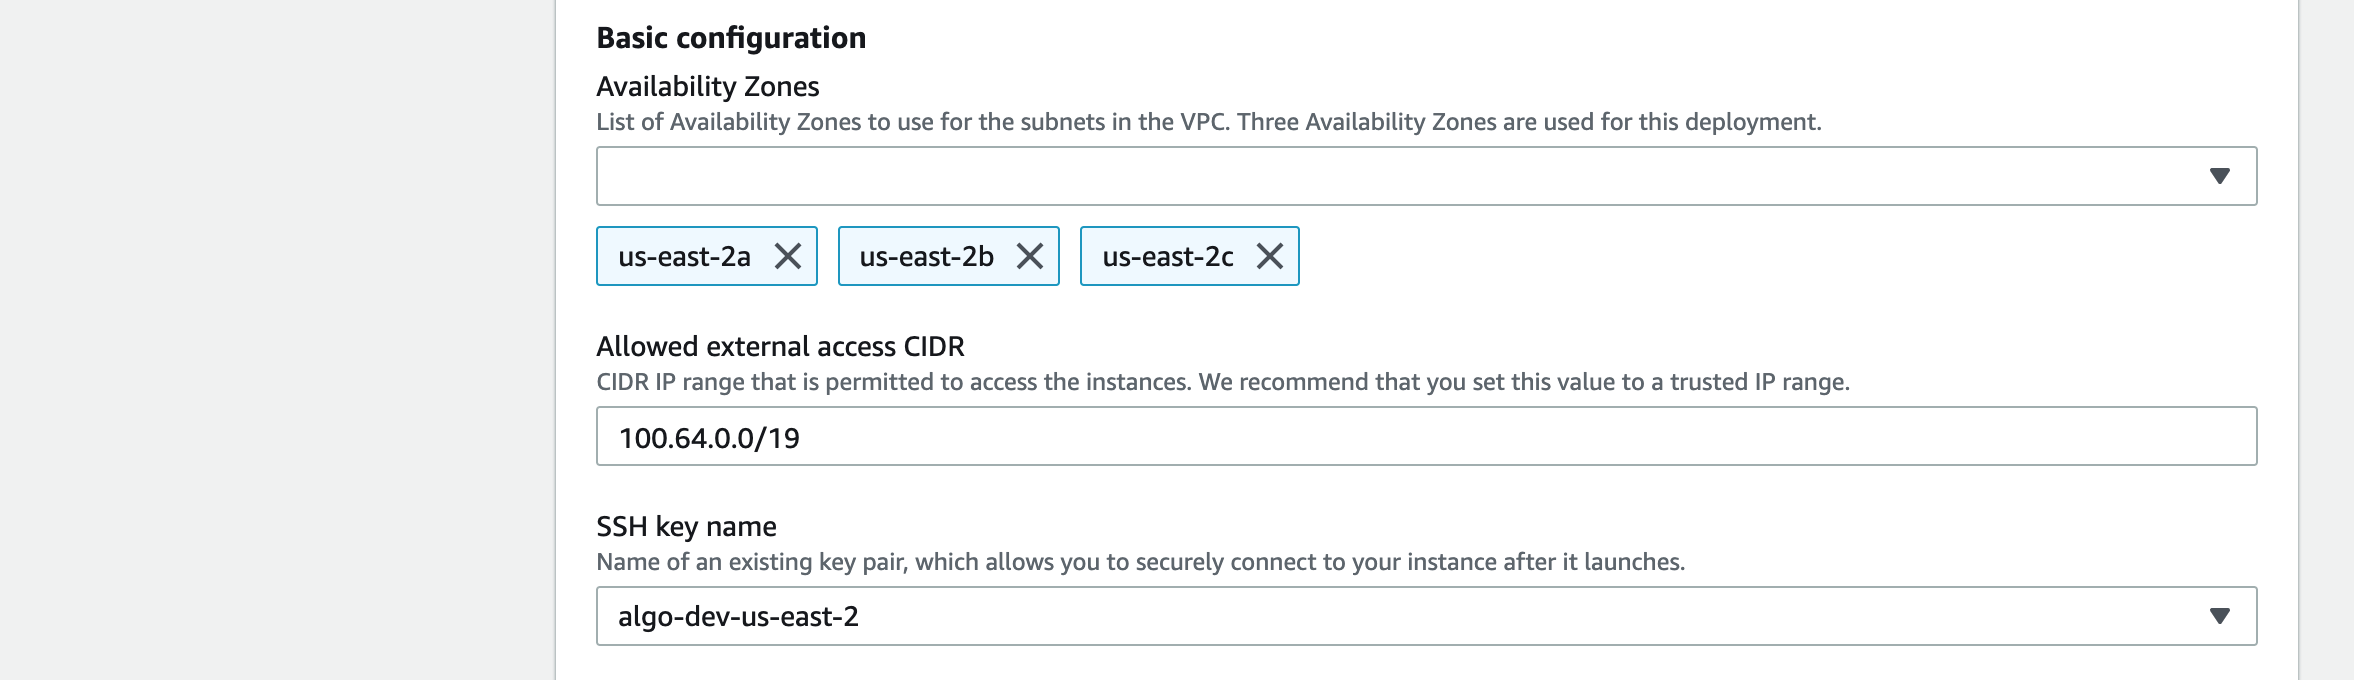 Basic configuration
Availability Zones
List of Availability Zones to use for the subnets in the VPC. Three Availability Zones are used for this deployment.
us-east-2a us-east-2b us-east-2c
Allowed external access CIDR
CIDR IP range that is permitted to access the instances. We recommend that you set this value to a trusted IP range.
100.64.0.0/19
SSH key name
Name of an existing key pair, which allows you to securely connect to your instance after it launches.
algo-dev-us-east-2